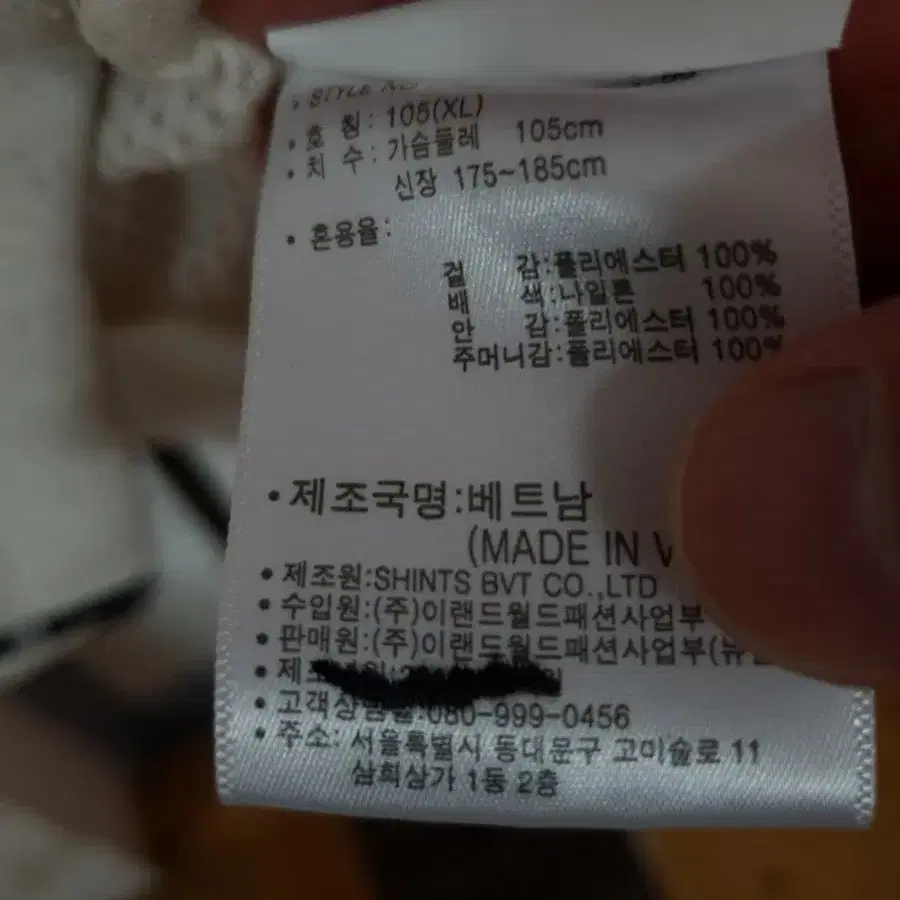 • STYLE
• 호 칭 : 105(XL)
• 치 수 : 가슴둘레 105cm
신장 175~185cm
• 혼용율 :
겉 감:폴리에스터 100%
배 색:나일론 100%
안 감:폴리에스터 100%
주머니감:폴리에스터 100%
• 제조국명:베트남
(MADE IN V
• 제조원:SHINTS BVT CO.,LTD
• 수입원:(주)이랜드월드패션사업부
• 판매원:(주)이랜드월드패션사업부(뉴
• 제조
• 고객상담실:080-999-0456
• 주소: 서울특별시 동대문구 고미술로 11
삼희상가 1동 2층